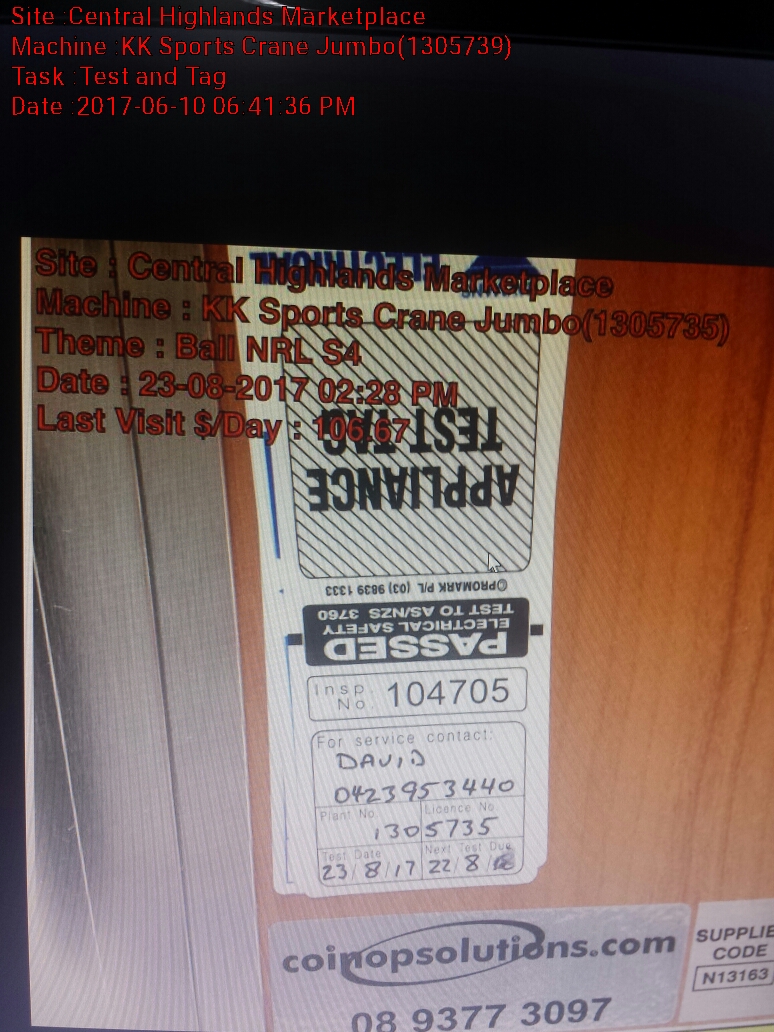 Site :Central Highlands Marketplace
Machine :KK Sports Crane Jumbo(1305739)
Task :Test and Tag
Date :2017-06-10 06:41:36 PM
ELECTRICAL
Site : Central Highlands Marketplace
Machine : KK Sports Crane Jumbo(1305735)
Theme : Ball NRL S4
Date : 23-08-2017 02:28 PM
Last Visit $/Day : 106.67
APPLIANCE
TEST TAG
©PROMARK P/L (03) 9839 1333
PASSED
ELECTRICAL SAFETY
TEST TO AS/NZS 3760
Insp. No. 104705
For service contact:
DAVID
0423953440
Plant No. Licence No.
1305735
Test Date Next Test Due
23/8/17 22/8/
coinopsolutions.com
08 9377 3097
SUPPLIE
CODE
N13163